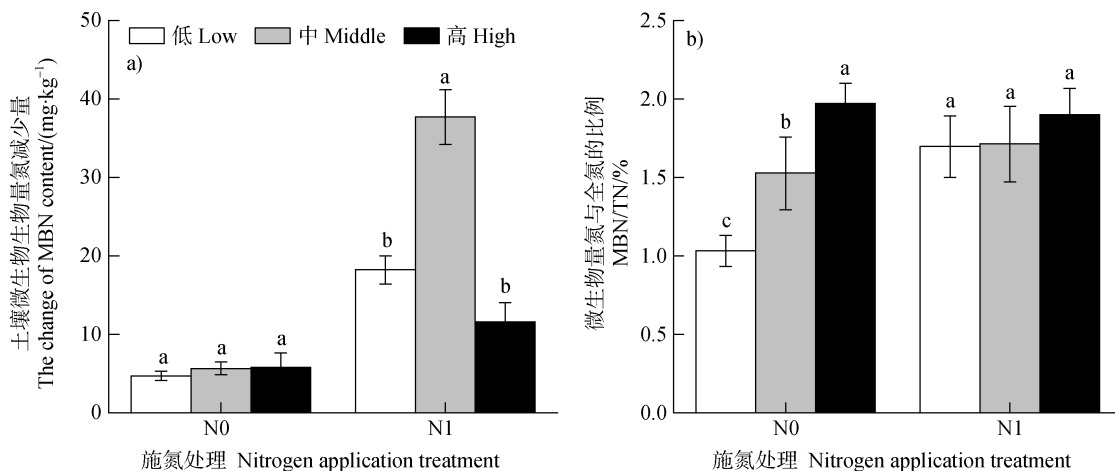 土壤微生物生物量氮减少量
The change of MBN content/(mg·kg⁻¹)
50
40
30
20
10
0
低 Low 中 Middle 高 High
a)
a
a
a
b
a
b
N0 N1
施氮处理 Nitrogen application treatment
微生物量氮与全氮的比例
MBN/TN/%
2.5
2.0
1.5
1.0
0.5
0.0
b)
c
b
a
a
a
a
N0 N1
施氮处理 Nitrogen application treatment